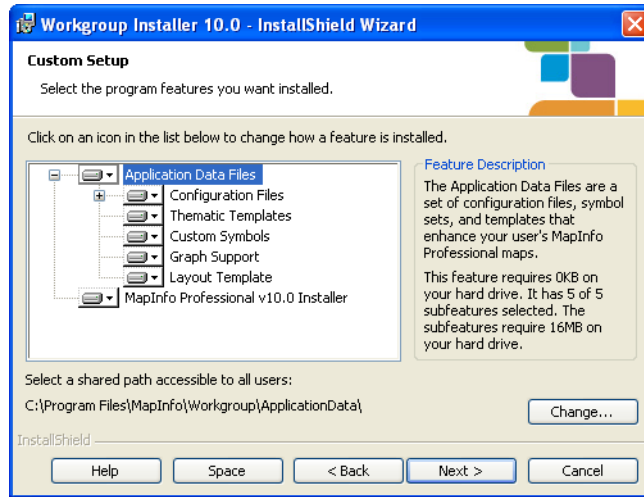 Workgroup Installer 10.0 - InstallShield Wizard
Custom Setup
Select the program features you want installed.
Click on an icon in the list below to change how a feature is installed.
Application Data Files
Configuration Files
Thematic Templates
Custom Symbols
Graph Support
Layout Template
MapInfo Professional v10.0 Installer
Feature Description
The Application Data Files are a
set of configuration files, symbol
sets, and templates that
enhance your user's MapInfo
Professional maps.
This feature requires 0KB on
your hard drive. It has 5 of 5
subfeatures selected. The
subfeatures require 16MB on
your hard drive.
Select a shared path accessible to all users:
C:\Program Files\MapInfo\Workgroup\ApplicationData\
Change...
InstallShield
Help
Space
< Back
Next >
Cancel